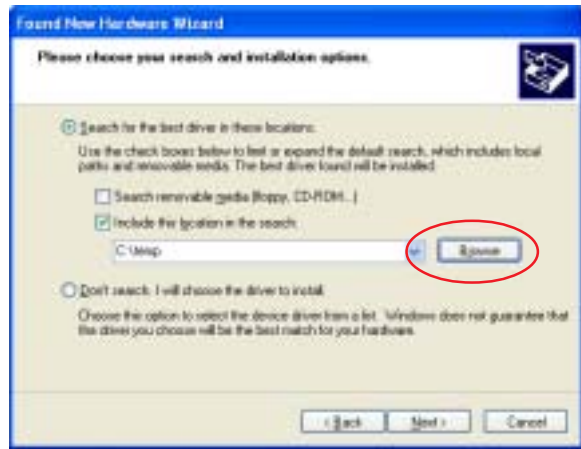 Found New Hardware Wizard
Please choose your search and installation options.
Search for the best driver in these locations.
Use the check boxes below to limit or expand the default search, which includes local
paths and removable media. The best driver found will be installed.
Search removable media (floppy, CD-ROM...)
Include this location in the search:
C:\temp
Browse
Don't search. I will choose the driver to install.
Choose this option to select the device driver from a list. Windows does not guarantee that
the driver you choose will be the best match for your hardware.
< Back Next > Cancel